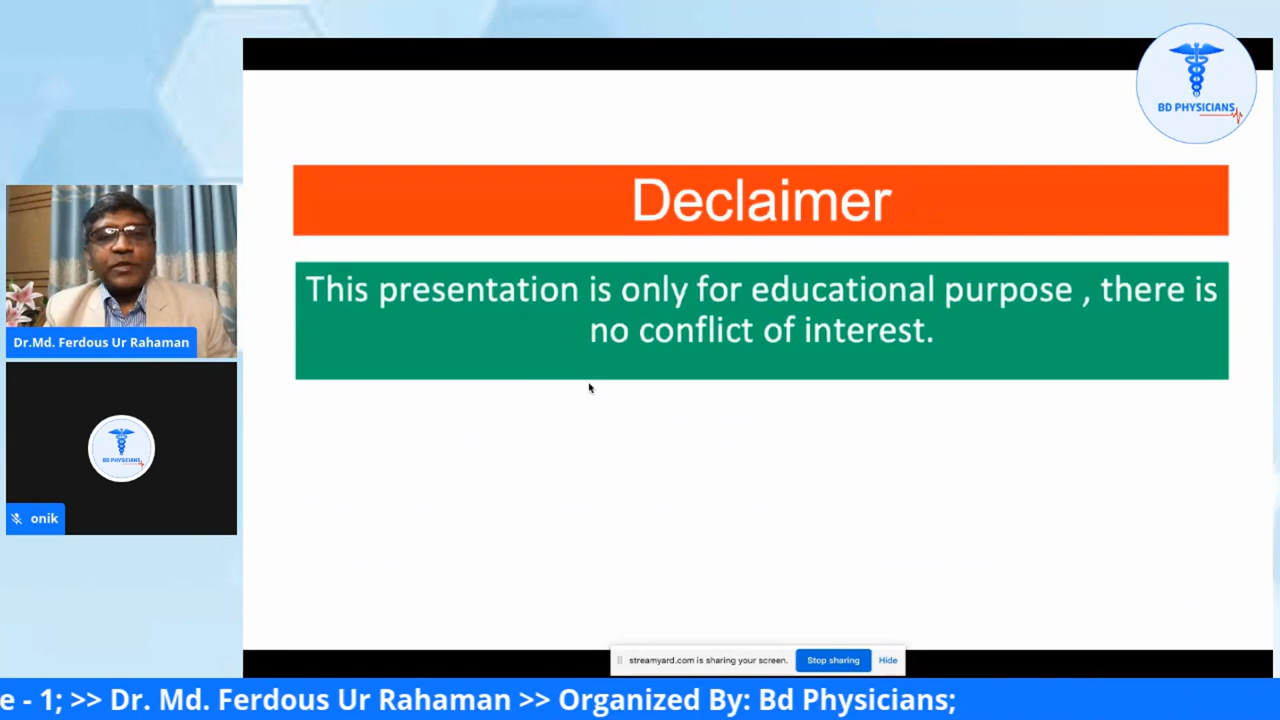 BD PHYSICIANS
Declaimer
This presentation is only for educational purpose , there is
no conflict of interest.
Dr.Md. Ferdous Ur Rahaman
BD PHYSICIANS
onik
streamyard.com is sharing your screen. Stop sharing Hide
e - 1; >> Dr. Md. Ferdous Ur Rahaman >> Organized By: Bd Physicians;